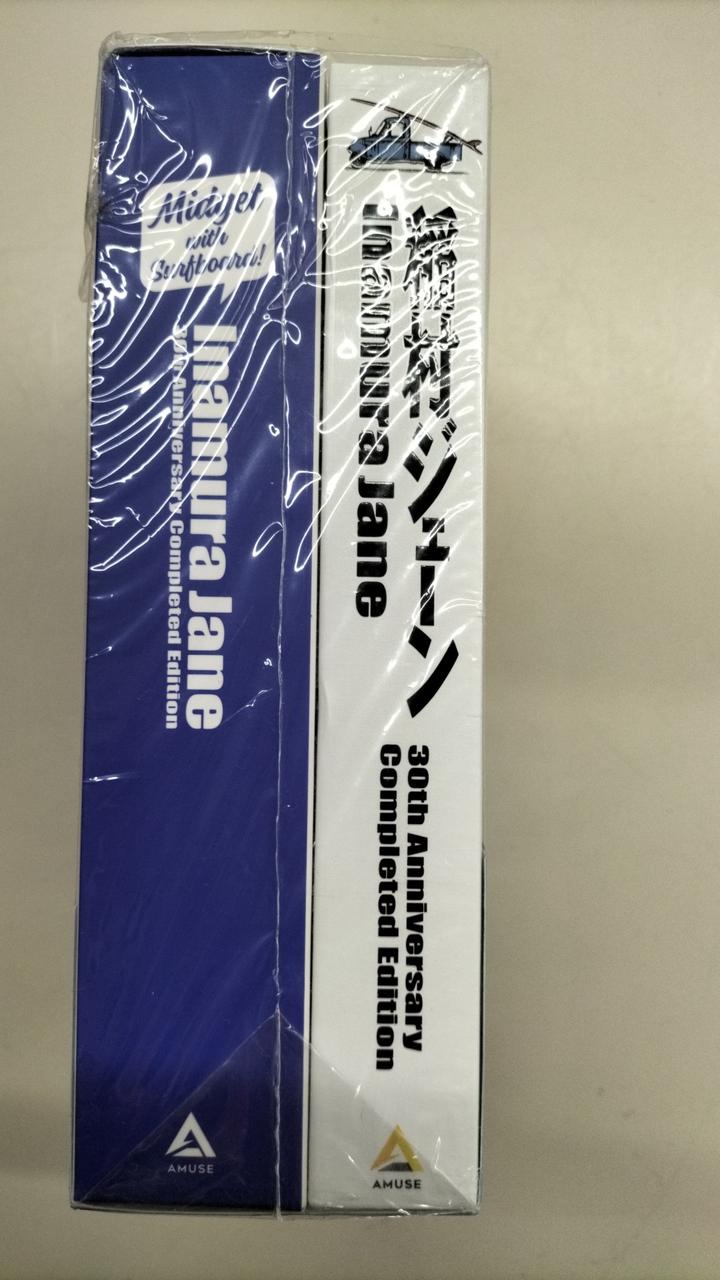 Midget
with
Surfboard!
Inamura Jane
30th Anniversary Completed Edition
AMUSE
稲村ジェーン
Inamura Jane
30th Anniversary
Completed Edition
AMUSE